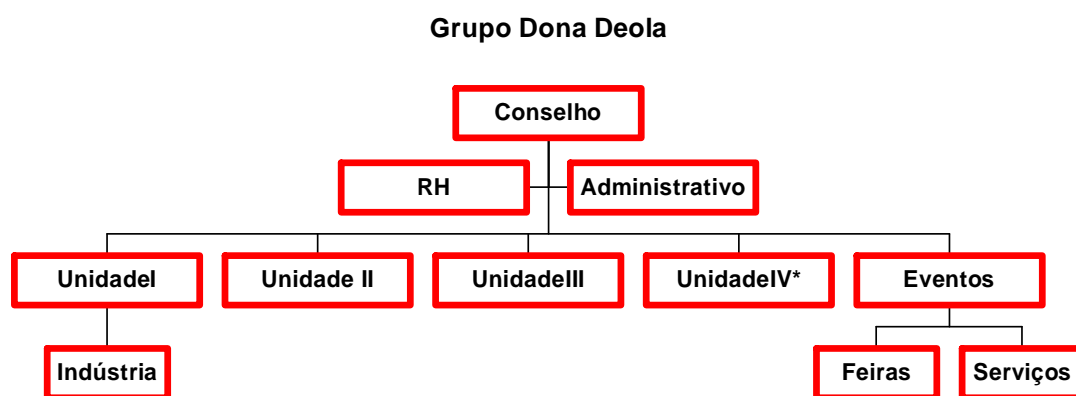 Grupo Dona Deola
Conselho
RH
Administrativo
UnidadeI
Unidade II
UnidadeIII
UnidadeIV*
Eventos
Indústria
Feiras
Serviços